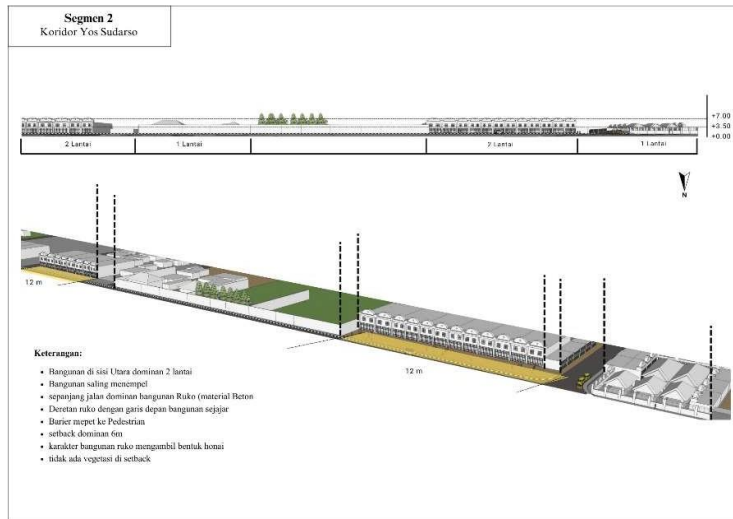 Segmen 2
Koridor Yos Sudarso
+7.00
+3.50
+0.00
2 Lantai
1 Lantai
2 Lantai
1 Lantai
N
12 m
12 m
Keterangan:
• Bangunan di sisi Utara dominan 2 lantai
• Bangunan saling menempel
• sepanjang jalan dominan bangunan Ruko (material Beton
• Deretan ruko dengan garis depan bangunan sejajar
• Barier mepet ke Pedestrian
• setback dominan 6m
• karakter bangunan ruko mengambil bentuk honai
• tidak ada vegetasi di setback